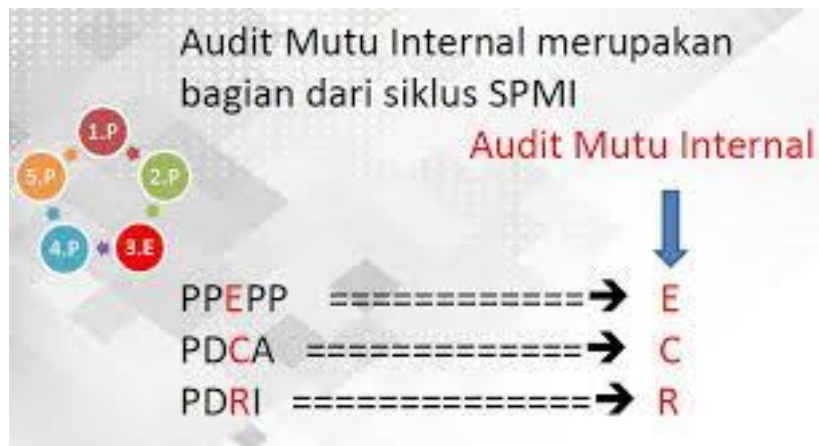 Audit Mutu Internal merupakan
bagian dari siklus SPMI
Audit Mutu Internal
1.P
2.P
3.E
4.P
5.P
PPEPP ============➔ E
PDCA =============➔ C
PDRI ==============➔ R